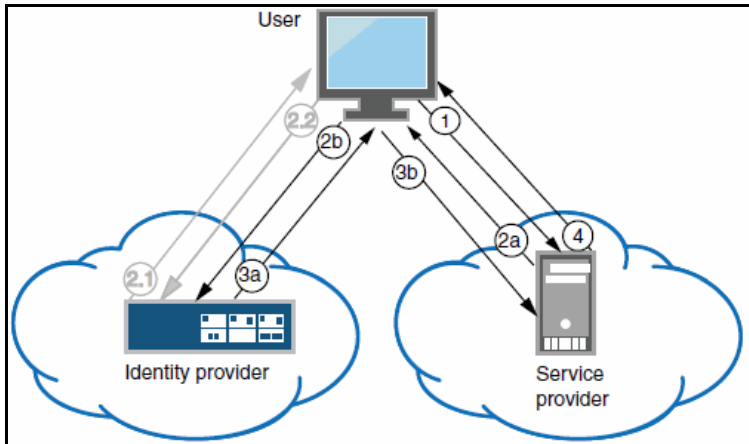 User
1
2.2
2b
3b
2a
4
2.1
3a
Identity provider
Service
provider